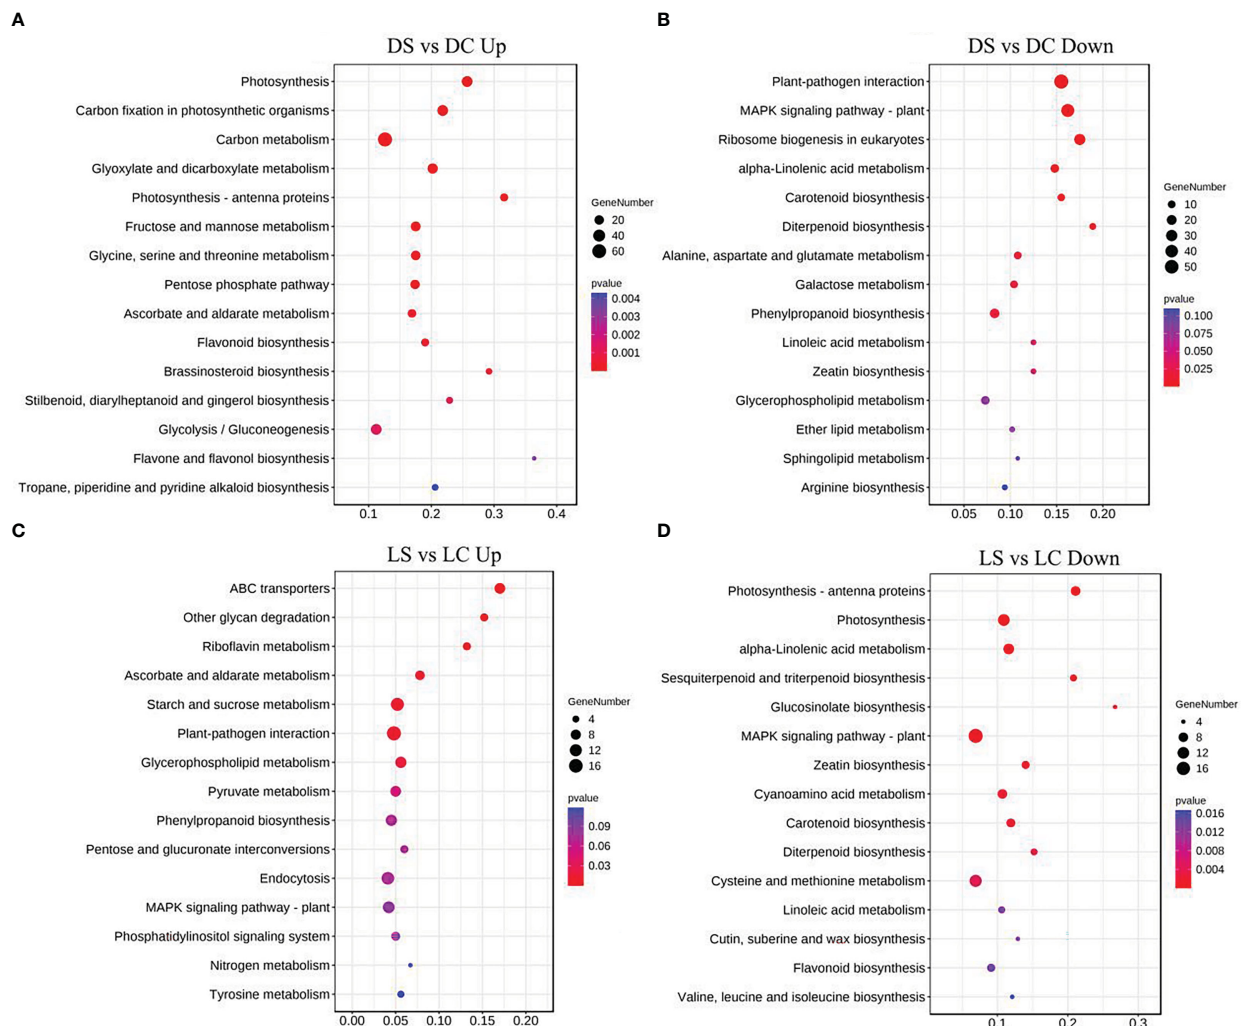 A
DS vs DC Up
Photosynthesis
Carbon fixation in photosynthetic organisms
Carbon metabolism
Glyoxylate and dicarboxylate metabolism
Photosynthesis - antenna proteins
Fructose and mannose metabolism
Glycine, serine and threonine metabolism
Pentose phosphate pathway
Ascorbate and aldarate metabolism
Flavonoid biosynthesis
Brassinosteroid biosynthesis
Stilbenoid, diarylheptanoid and gingerol biosynthesis
Glycolysis / Gluconeogenesis
Flavone and flavonol biosynthesis
Tropane, piperidine and pyridine alkaloid biosynthesis
0.1 0.2 0.3 0.4
GeneNumber
20
40
60
pvalue
0.004
0.003
0.002
0.001
B
DS vs DC Down
Plant-pathogen interaction
MAPK signaling pathway - plant
Ribosome biogenesis in eukaryotes
alpha-Linolenic acid metabolism
Carotenoid biosynthesis
Diterpenoid biosynthesis
Alanine, aspartate and glutamate metabolism
Galactose metabolism
Phenylpropanoid biosynthesis
Linoleic acid metabolism
Zeatin biosynthesis
Glycerophospholipid metabolism
Ether lipid metabolism
Sphingolipid metabolism
Arginine biosynthesis
0.05 0.10 0.15 0.20
GeneNumber
10
20
30
40
50
pvalue
0.100
0.075
0.050
0.025
C
LS vs LC Up
ABC transporters
Other glycan degradation
Riboflavin metabolism
Ascorbate and aldarate metabolism
Starch and sucrose metabolism
Plant-pathogen interaction
Glycerophospholipid metabolism
Pyruvate metabolism
Phenylpropanoid biosynthesis
Pentose and glucuronate interconversions
Endocytosis
MAPK signaling pathway - plant
Phosphatidylinositol signaling system
Nitrogen metabolism
Tyrosine metabolism
0.00 0.05 0.10 0.15 0.20
GeneNumber
4
8
12
16
pvalue
0.09
0.06
0.03
D
LS vs LC Down
Photosynthesis - antenna proteins
Photosynthesis
alpha-Linolenic acid metabolism
Sesquiterpenoid and triterpenoid biosynthesis
Glucosinolate biosynthesis
MAPK signaling pathway - plant
Zeatin biosynthesis
Cyanoamino acid metabolism
Carotenoid biosynthesis
Diterpenoid biosynthesis
Cysteine and methionine metabolism
Linoleic acid metabolism
Cutin, suberine and wax biosynthesis
Flavonoid biosynthesis
Valine, leucine and isoleucine biosynthesis
0.1 0.2 0.3
GeneNumber
4
8
12
16
pvalue
0.016
0.012
0.008
0.004